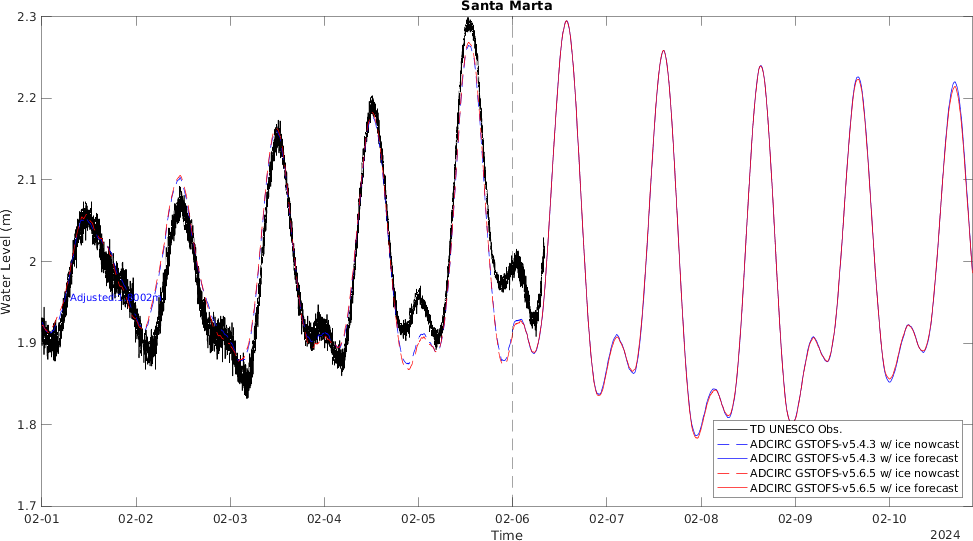 Santa Marta
2.3
2.2
2.1
2
1.9
1.8
1.7
Water Level (m)
TD UNESCO Obs.
ADCIRC GSTOFS-v5.4.3 w/ ice nowcast
ADCIRC GSTOFS-v5.4.3 w/ ice forecast
ADCIRC GSTOFS-v5.6.5 w/ ice nowcast
ADCIRC GSTOFS-v5.6.5 w/ ice forecast
02-01 02-02 02-03 02-04 02-05 02-06 02-07 02-08 02-09 02-10
Time
2024